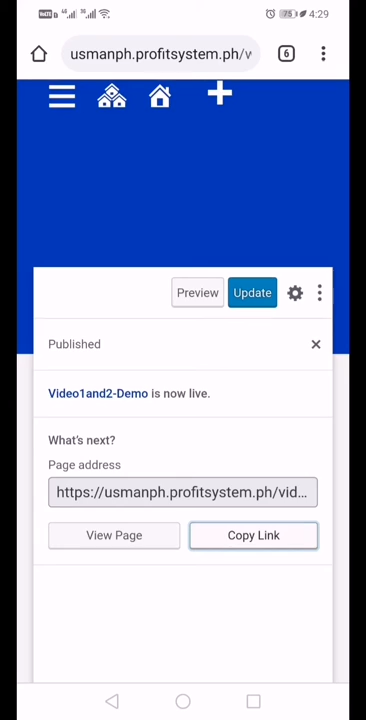 75 4:29
usmanph.profitsystem.ph/v 6
Preview Update
Published
Video1and2-Demo is now live.
What's next?
Page address
https://usmanph.profitsystem.ph/vid...
View Page Copy Link